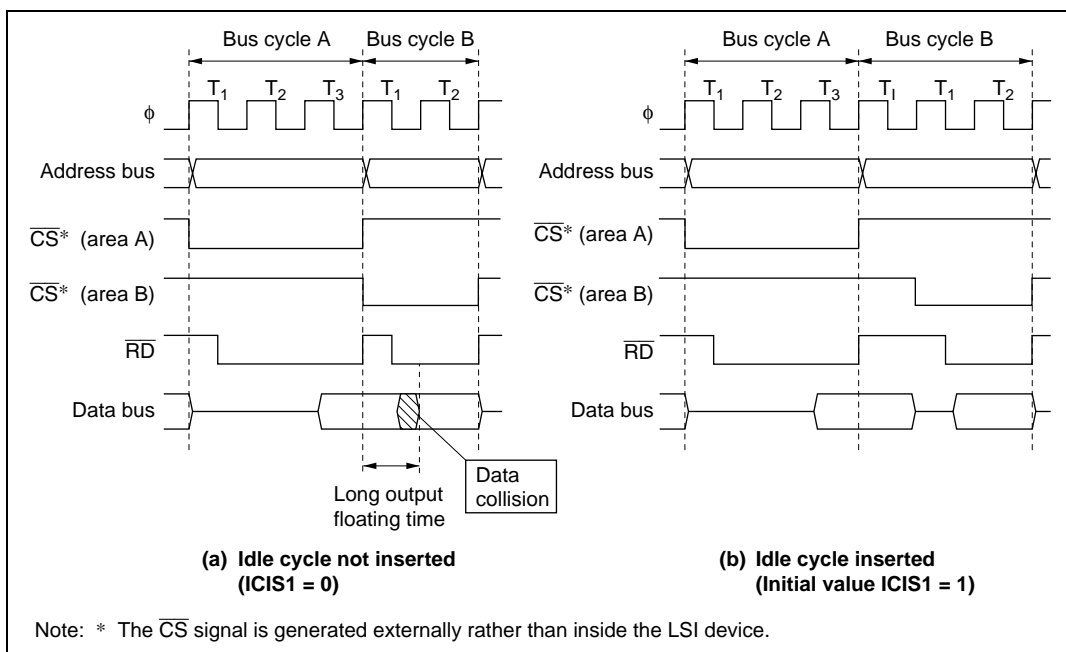 Bus cycle A Bus cycle B
T1 T2 T3 T1 T2
ϕ
Address bus
CS* (area A)
CS* (area B)
RD
Data bus
Long output
floating time
Data
collision
(a) Idle cycle not inserted
(ICIS1 = 0)
Bus cycle A Bus cycle B
T1 T2 T3 TI T1 T2
ϕ
Address bus
CS* (area A)
CS* (area B)
RD
Data bus
(b) Idle cycle inserted
(Initial value ICIS1 = 1)
Note: * The CS signal is generated externally rather than inside the LSI device.